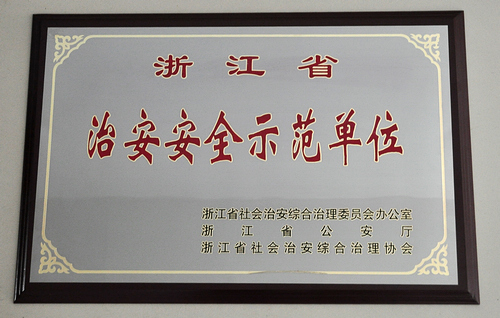 浙江省
治安安全示范单位
浙江省社会治安综合治理委员会办公室
浙江省公安厅
浙江省社会治安综合治理协会